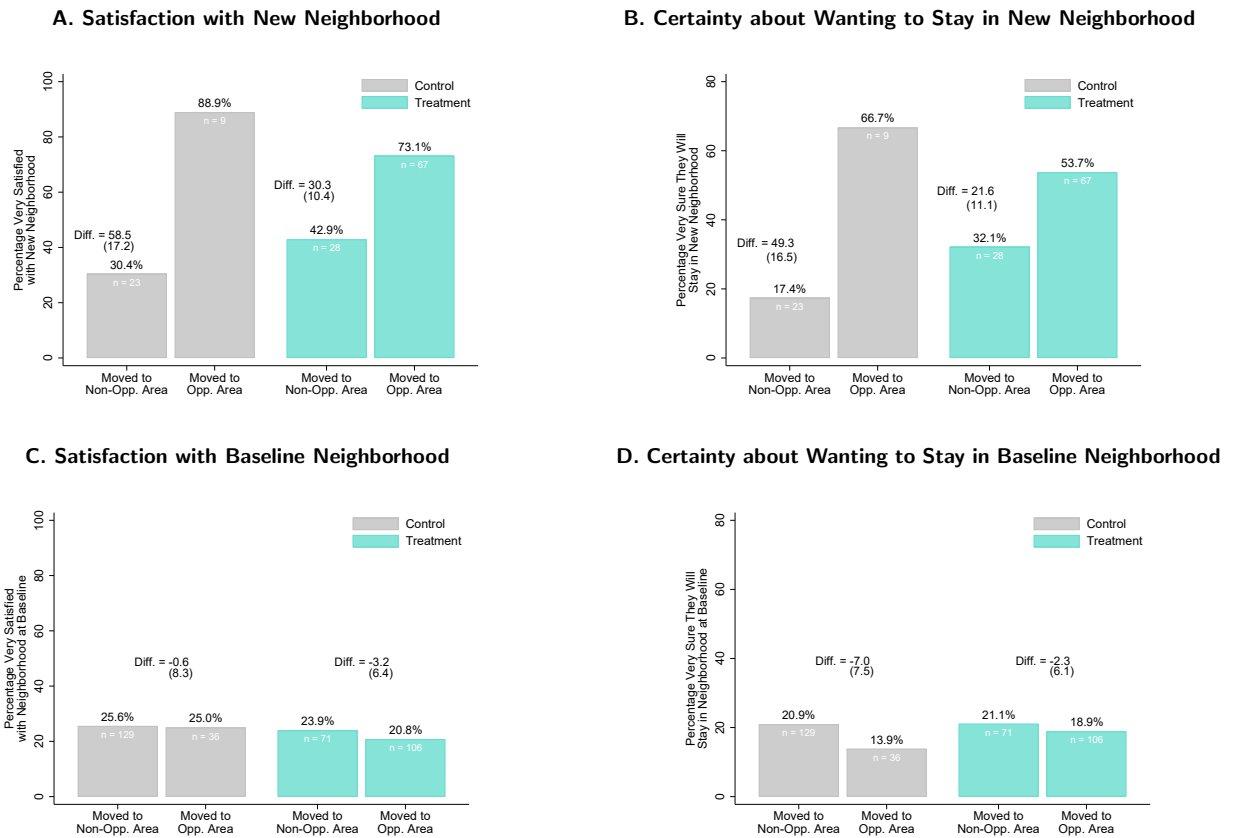 A. Satisfaction with New Neighborhood
Percentage Very Satisfied
with New Neighborhood
100
80
60
40
20
0
Control
Treatment
88.9%
n = 9
73.1%
n = 67
Diff. = 30.3
(10.4)
42.9%
n = 28
Diff. = 58.5
(17.2)
30.4%
n = 23
Moved to
Non-Opp. Area
Moved to
Opp. Area
Moved to
Non-Opp. Area
Moved to
Opp. Area
B. Certainty about Wanting to Stay in New Neighborhood
Percentage Very Sure They Will
Stay in New Neighborhood
80
60
40
20
0
Control
Treatment
66.7%
n = 9
53.7%
n = 67
Diff. = 21.6
(11.1)
32.1%
n = 28
Diff. = 49.3
(16.5)
17.4%
n = 23
Moved to
Non-Opp. Area
Moved to
Opp. Area
Moved to
Non-Opp. Area
Moved to
Opp. Area
C. Satisfaction with Baseline Neighborhood
Percentage Very Satisfied
with Neighborhood at Baseline
100
80
60
40
20
0
Control
Treatment
Diff. = -0.6
(8.3)
Diff. = -3.2
(6.4)
25.6%
n = 129
25.0%
n = 36
23.9%
n = 71
20.8%
n = 106
Moved to
Non-Opp. Area
Moved to
Opp. Area
Moved to
Non-Opp. Area
Moved to
Opp. Area
D. Certainty about Wanting to Stay in Baseline Neighborhood
Percentage Very Sure They Will
Stay in Neighborhood at Baseline
80
60
40
20
0
Control
Treatment
Diff. = -7.0
(7.5)
Diff. = -2.3
(6.1)
20.9%
n = 129
13.9%
n = 36
21.1%
n = 71
18.9%
n = 106
Moved to
Non-Opp. Area
Moved to
Opp. Area
Moved to
Non-Opp. Area
Moved to
Opp. Area